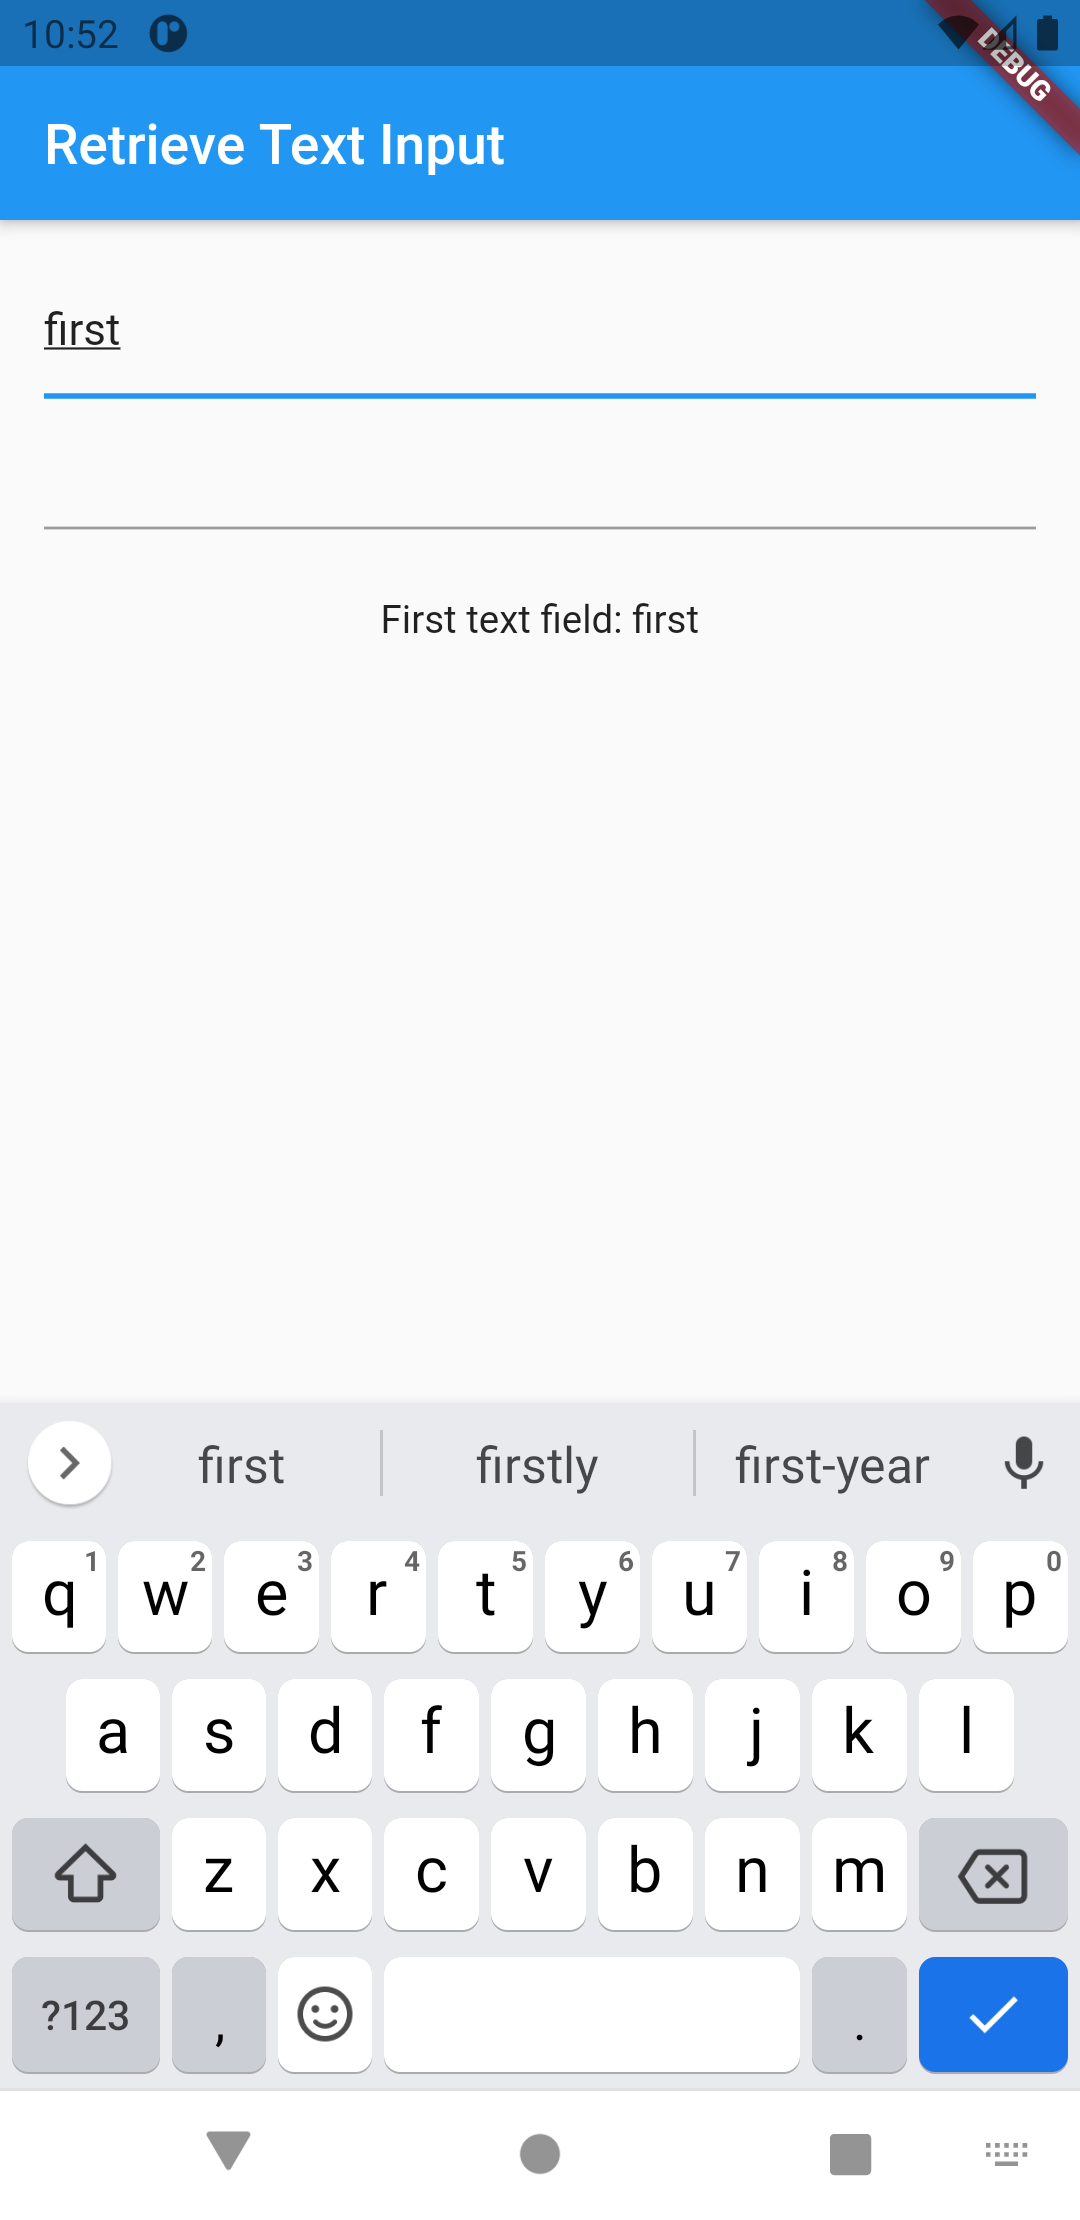 10:52
DEBUG
Retrieve Text Input
first
First text field: first
first firstly first-year
q 1 w 2 e 3 r 4 t 5 y 6 u 7 i 8 o 9 p 0
a s d f g h j k l
z x c v b n m
?123 , .